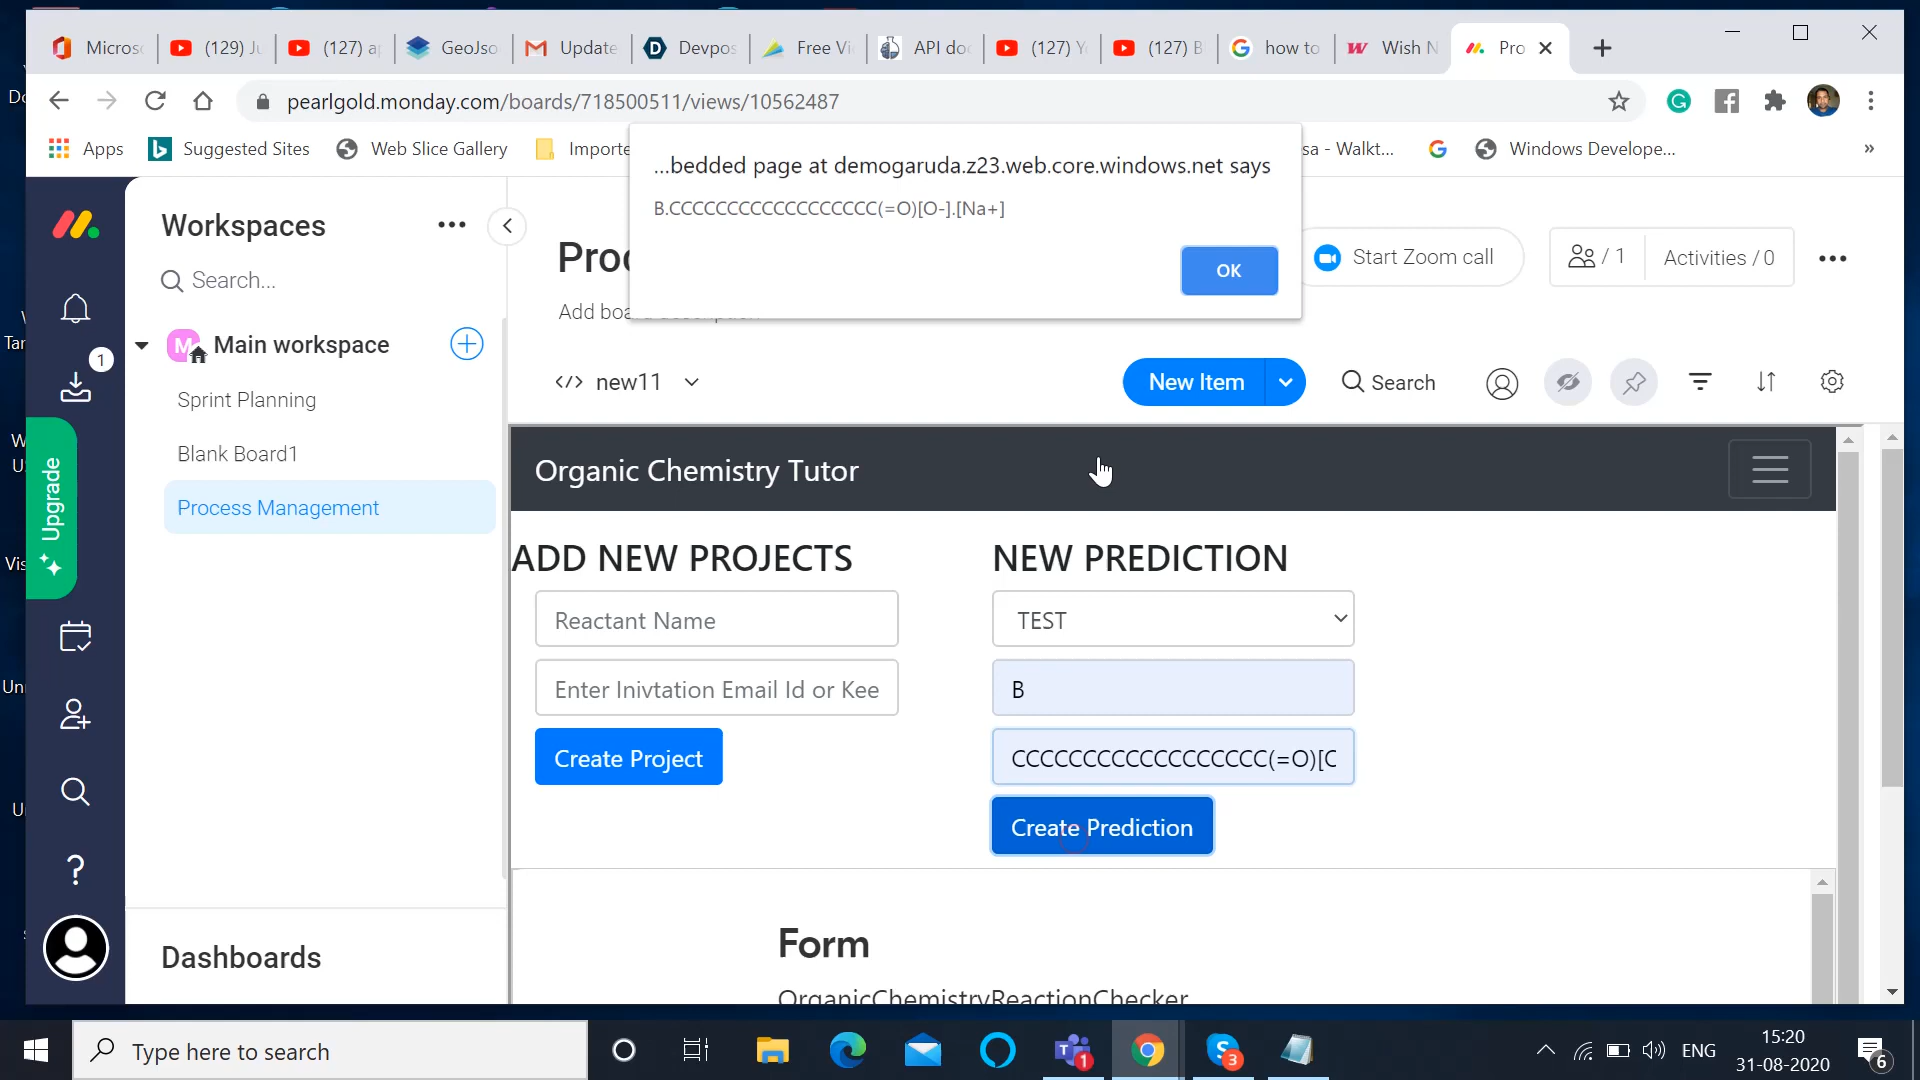 Micros
(129) Ju
(127) a
GeoJso
Update
Devpos
Free Vi
API doc
(127) Y
(127) B
how to
Wish N
Pro
pearlgold.monday.com/boards/718500511/views/10562487
Apps
Suggested Sites
Web Slice Gallery
Importe
sa - Walkt...
Windows Develope...
»
...bedded page at demogaruda.z23.web.core.windows.net says
B.CCCCCCCCCCCCCCCCCC(=O)[O-].[Na+]
OK
Workspaces
Search...
M
Main workspace
Sprint Planning
Blank Board1
Process Management
Dashboards
1
Upgrade
Proc
Add boa
Start Zoom call
/ 1
Activities / 0
new11
New Item
Search
Organic Chemistry Tutor
ADD NEW PROJECTS
Reactant Name
Enter Inivtation Email Id or Kee
Create Project
NEW PREDICTION
TEST
B
CCCCCCCCCCCCCCCCCC(=O)[O
Create Prediction
Form
OrganicChemistryReactionChecker
Type here to search
1
3
ENG
15:20
31-08-2020
6